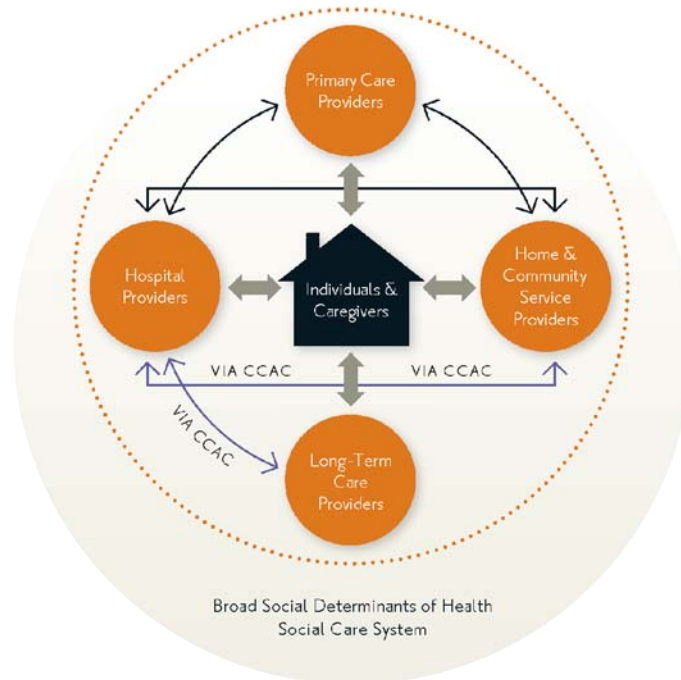 Primary Care
Providers
Hospital
Providers
Individuals &
Caregivers
Home &
Community
Service
Providers
VIA CCAC
VIA CCAC
VIA CCAC
Long-Term
Care
Providers
Broad Social Determinants of Health
Social Care System